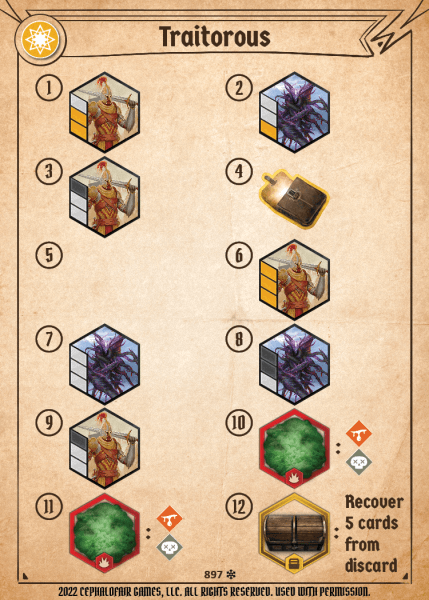 Traitorous
1
2
3
4
5
6
7
8
9
10
:
11
:
12
:
Recover
5 cards
from
discard
897
2022 CEPHALOFAIR GAMES, LLC. ALL RIGHTS RESERVED. USED WITH PERMISSION.